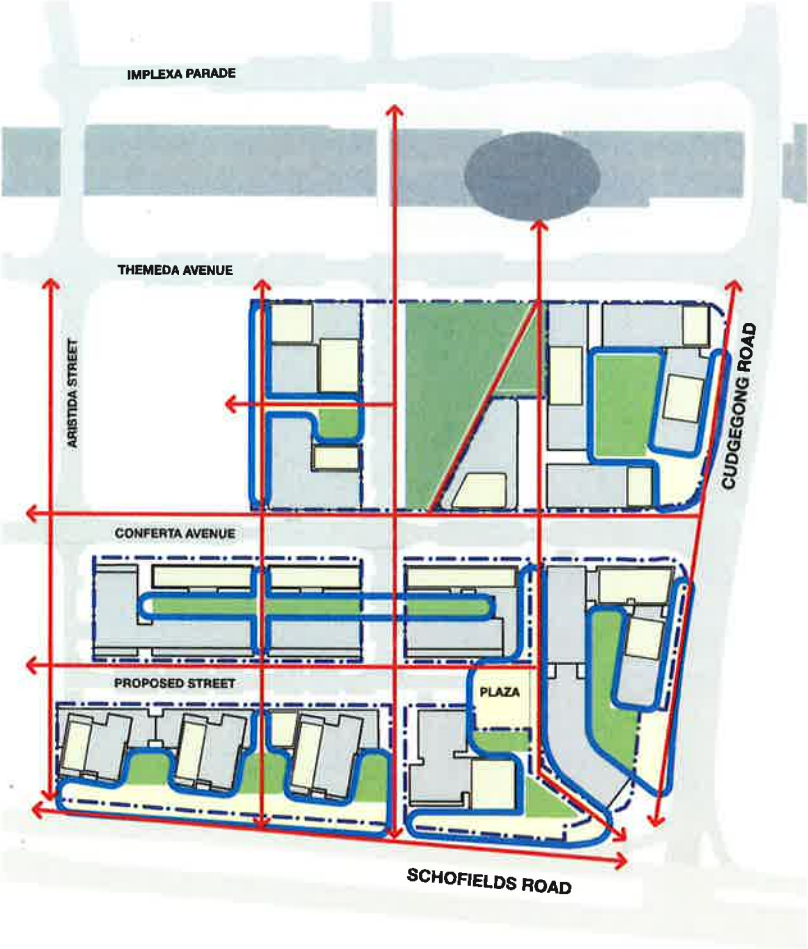 IMPLEXA PARADE
THEMEDA AVENUE
ARISTIDA STREET
CUDGEGONG ROAD
CONFERTA AVENUE
PROPOSED STREET
PLAZA
SCHOFIELDS ROAD